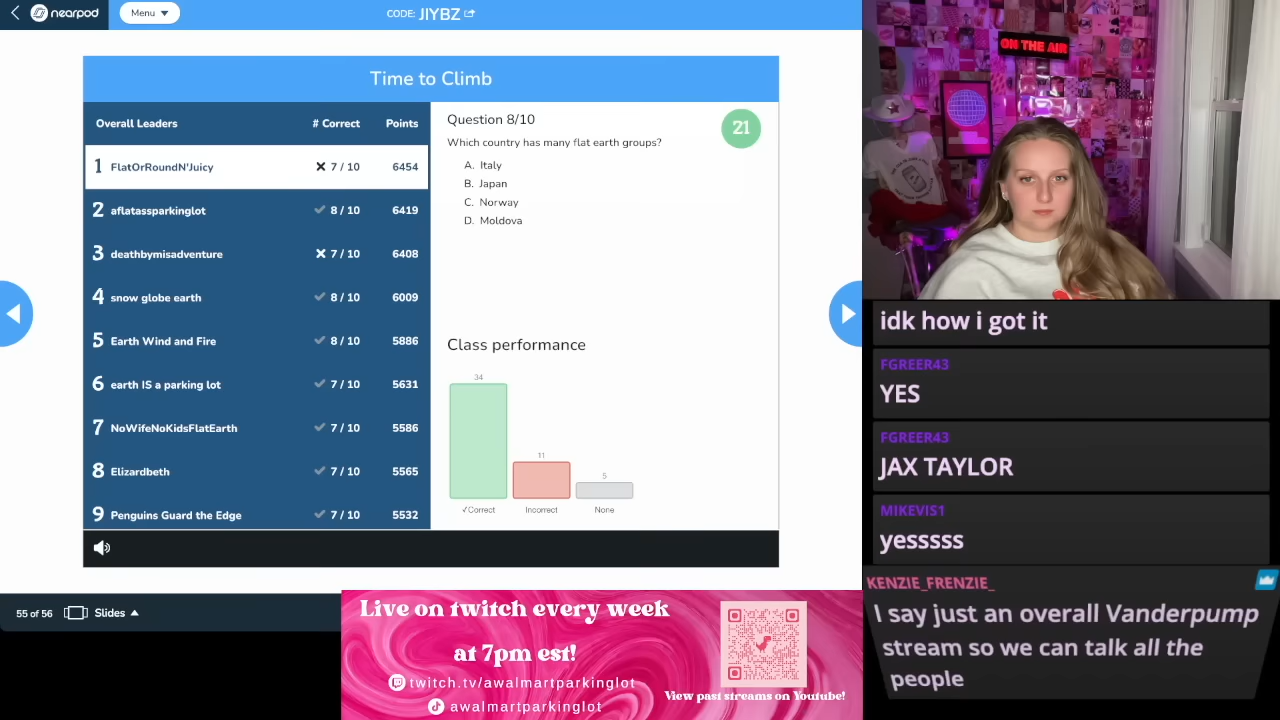 nearpod
Menu
CODE: JIYBZ
Time to Climb
Overall Leaders # Correct Points
1 FlatOrRoundN'Juicy 7 / 10 6454
2 aflatassparkinglot 8 / 10 6419
3 deathbymisadventure 7 / 10 6408
4 snow globe earth 8 / 10 6009
5 Earth Wind and Fire 8 / 10 5886
6 earth IS a parking lot 7 / 10 5631
7 NoWifeNoKidsFlatEarth 7 / 10 5586
8 Elizardbeth 7 / 10 5565
9 Penguins Guard the Edge 7 / 10 5532
Question 8/10
21
Which country has many flat earth groups?
A. Italy
B. Japan
C. Norway
D. Moldova
Class performance
34
11
5
✓Correct Incorrect None
55 of 56 Slides
Live on twitch every week
at 7pm est!
twitch.tv/awalmartparkinglot
awalmartparkinglot
View past streams on Youtube!
ON THE AIR
idk how i got it
FGREER43
YES
FGREER43
JAX TAYLOR
MIKEVIS1
yesssss
KENZIE_FRENZIE_
I say just an overall Vanderpump
stream so we can talk all the
people